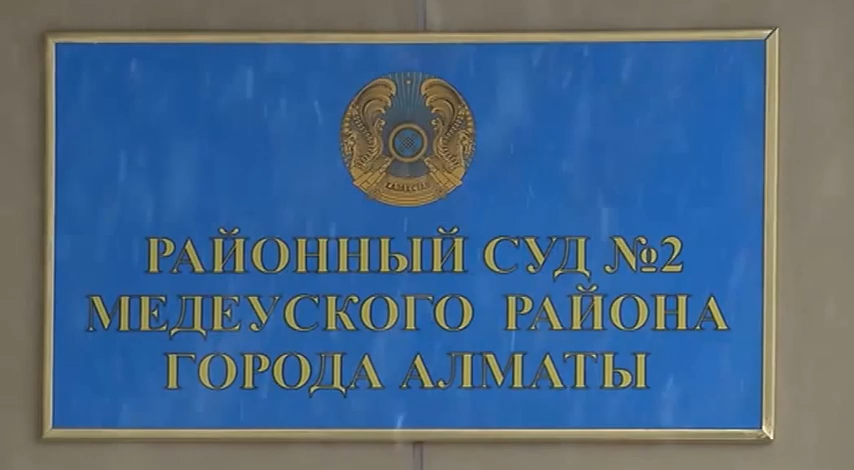 РАЙОННЫЙ СУД №2
МЕДЕУСКОГО РАЙОНА
ГОРОДА АЛМАТЫ